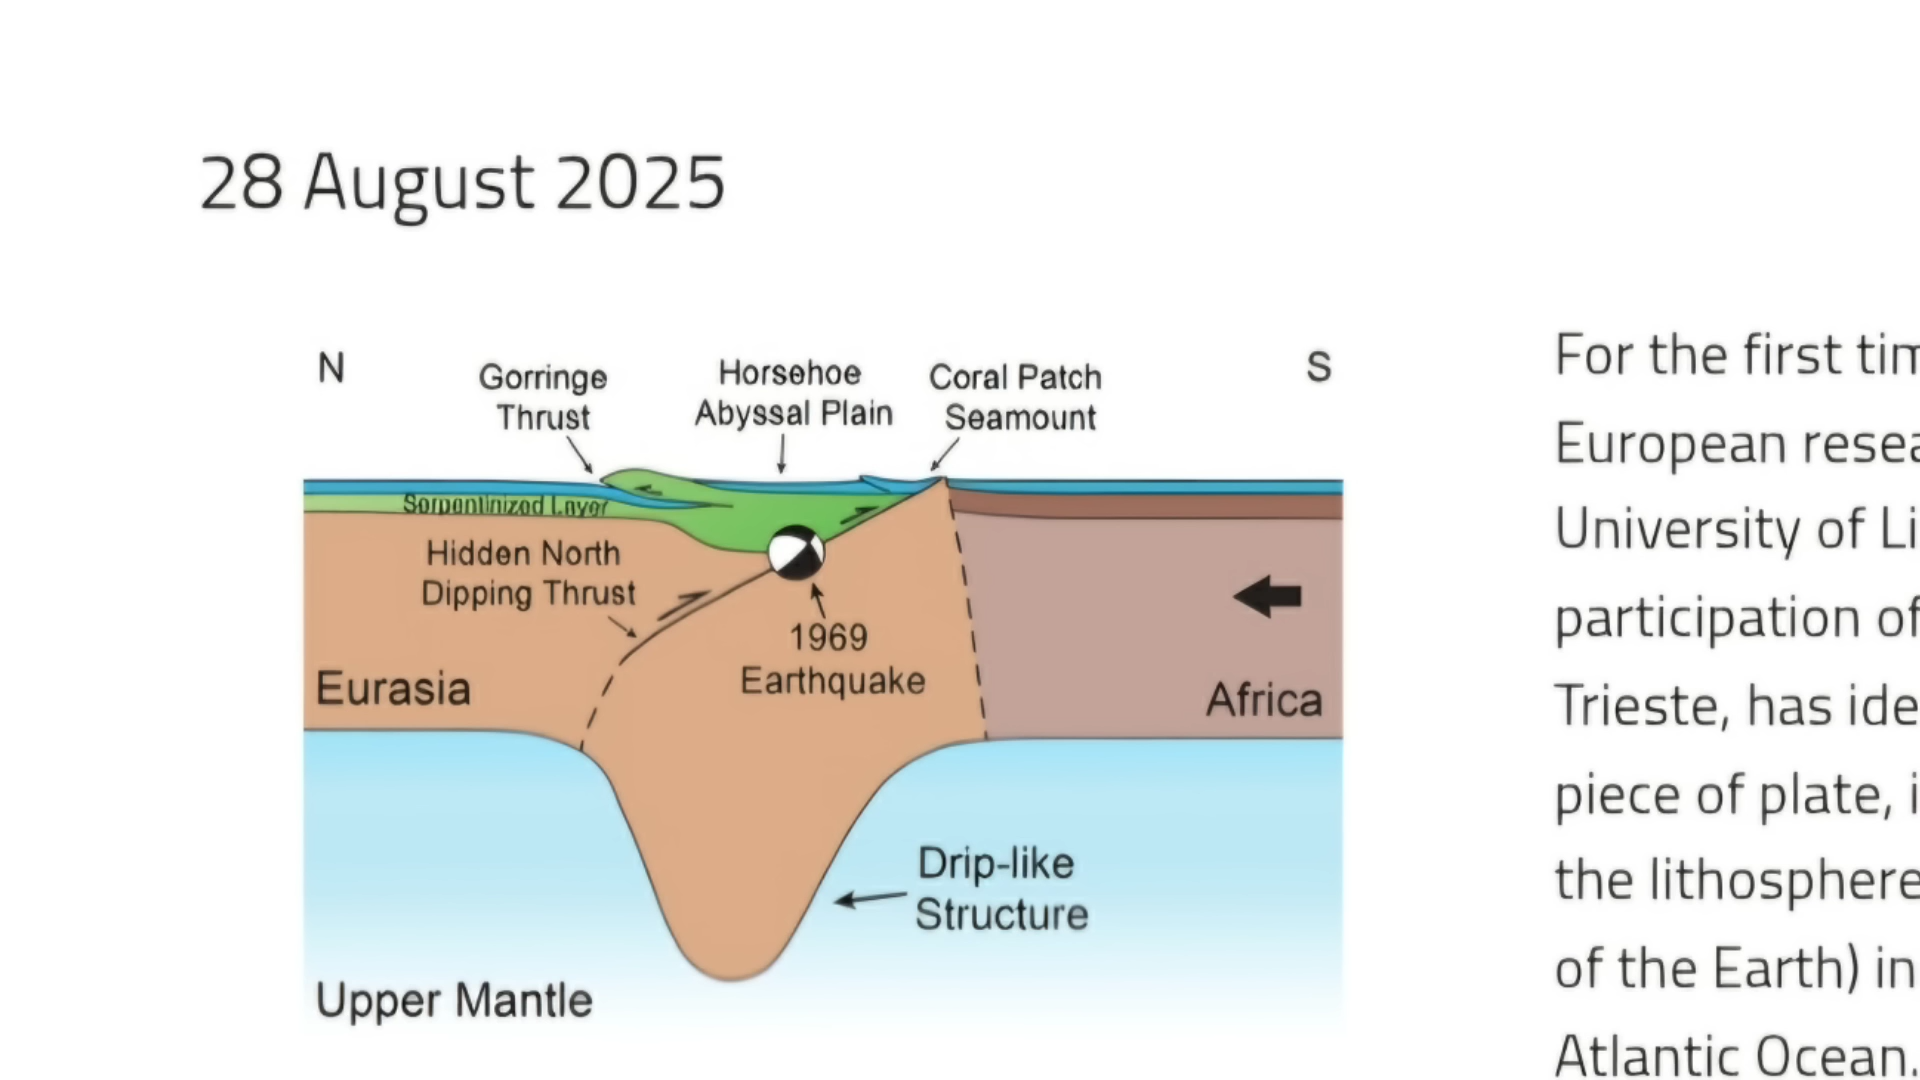 28 August 2025
N
Gorringe
Thrust
Horsehoe
Abyssal Plain
Coral Patch
Seamount
S
Serpentinized Layer
Hidden North
Dipping Thrust
1969
Earthquake
Eurasia
Africa
Drip-like
Structure
Upper Mantle
For the first tim
European resea
University of Li
participation of
Trieste, has ide
piece of plate, i
the lithosphere
of the Earth) in
Atlantic Ocean.